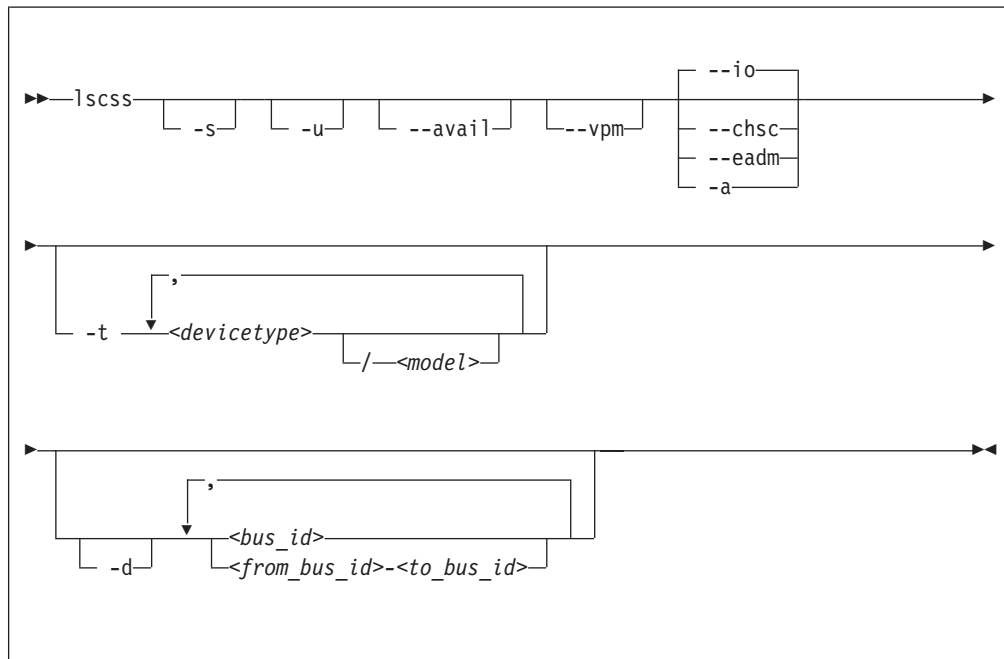 --io
lscss
-s
-u
--avail
--vpm
--chsc
--eadm
-a
,
-t <devicetype>
/ <model>
,
<bus_id>
-d <from_bus_id>-<to_bus_id>